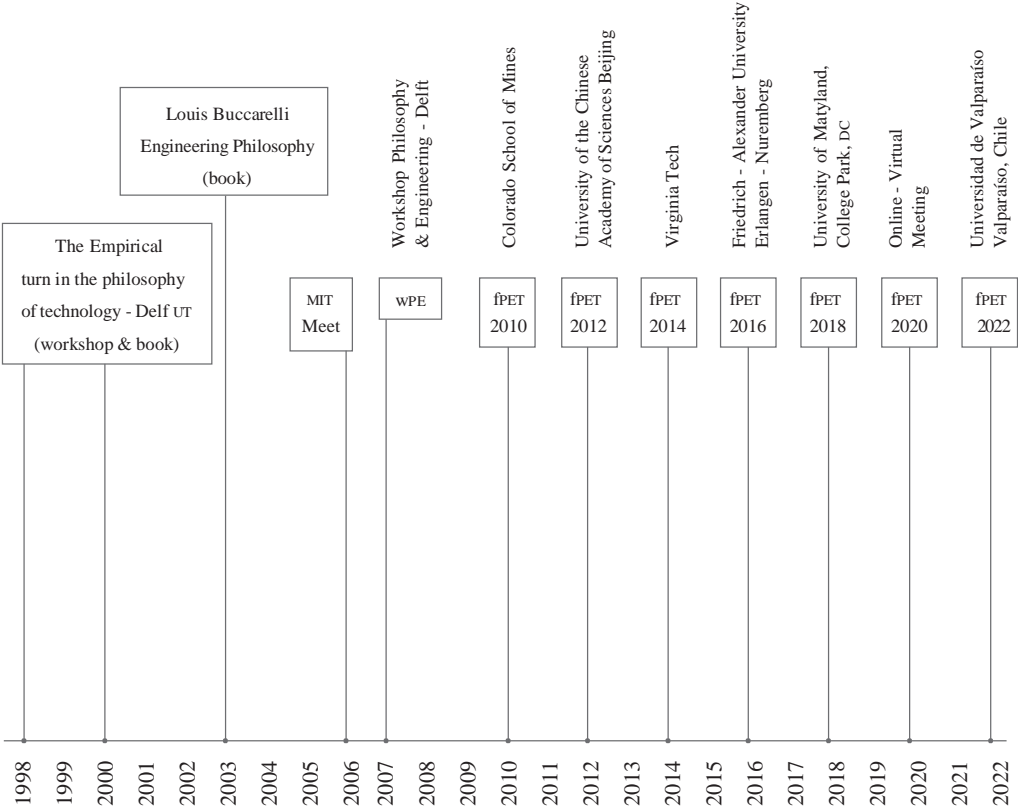 Louis Buccarelli
Engineering Philosophy
(book)
The Empirical
turn in the philosophy
of technology - Delf UT
(workshop & book)
MIT
Meet
Workshop Philosophy
& Engineering - Delft
wPE
Colorado School of Mines
fPET
2010
University of the Chinese
Academy of Sciences Beijing
fPET
2012
Virginia Tech
fPET
2014
Friedrich - Alexander University
Erlangen - Nuremberg
fPET
2016
University of Matyland,
College Park, DC
fPET
2018
Online - Virtual
Meeting
fPET
2020
Universidad de Valparaíso
Valparaíso, Chile
fPET
2022
1998
1999
2000
2001
2002
2003
2004
2005
2006
2007
2008
2009
2010
2011
2012
2013
2014
2015
2016
2017
2018
2019
2020
2021
2022